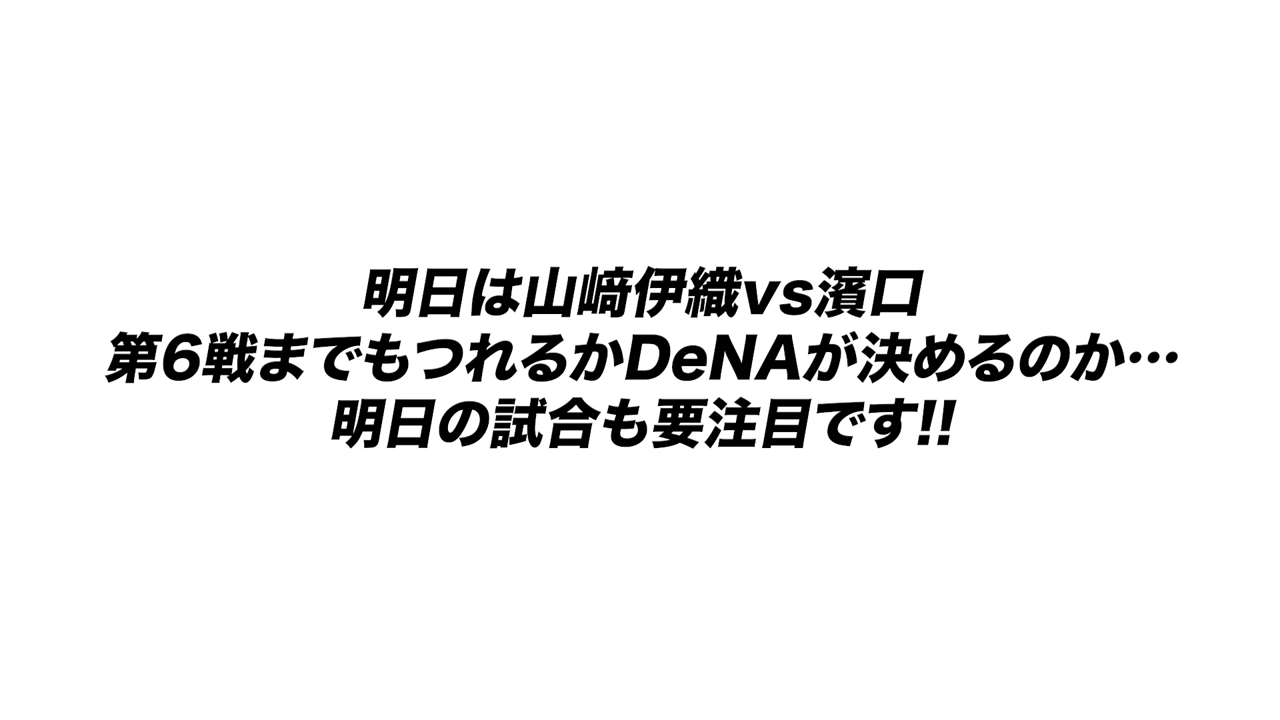 明日は山﨑伊織vs濱口
第6戦までもつれるかDeNAが決めるのか…
明日の試合も要注目です!!